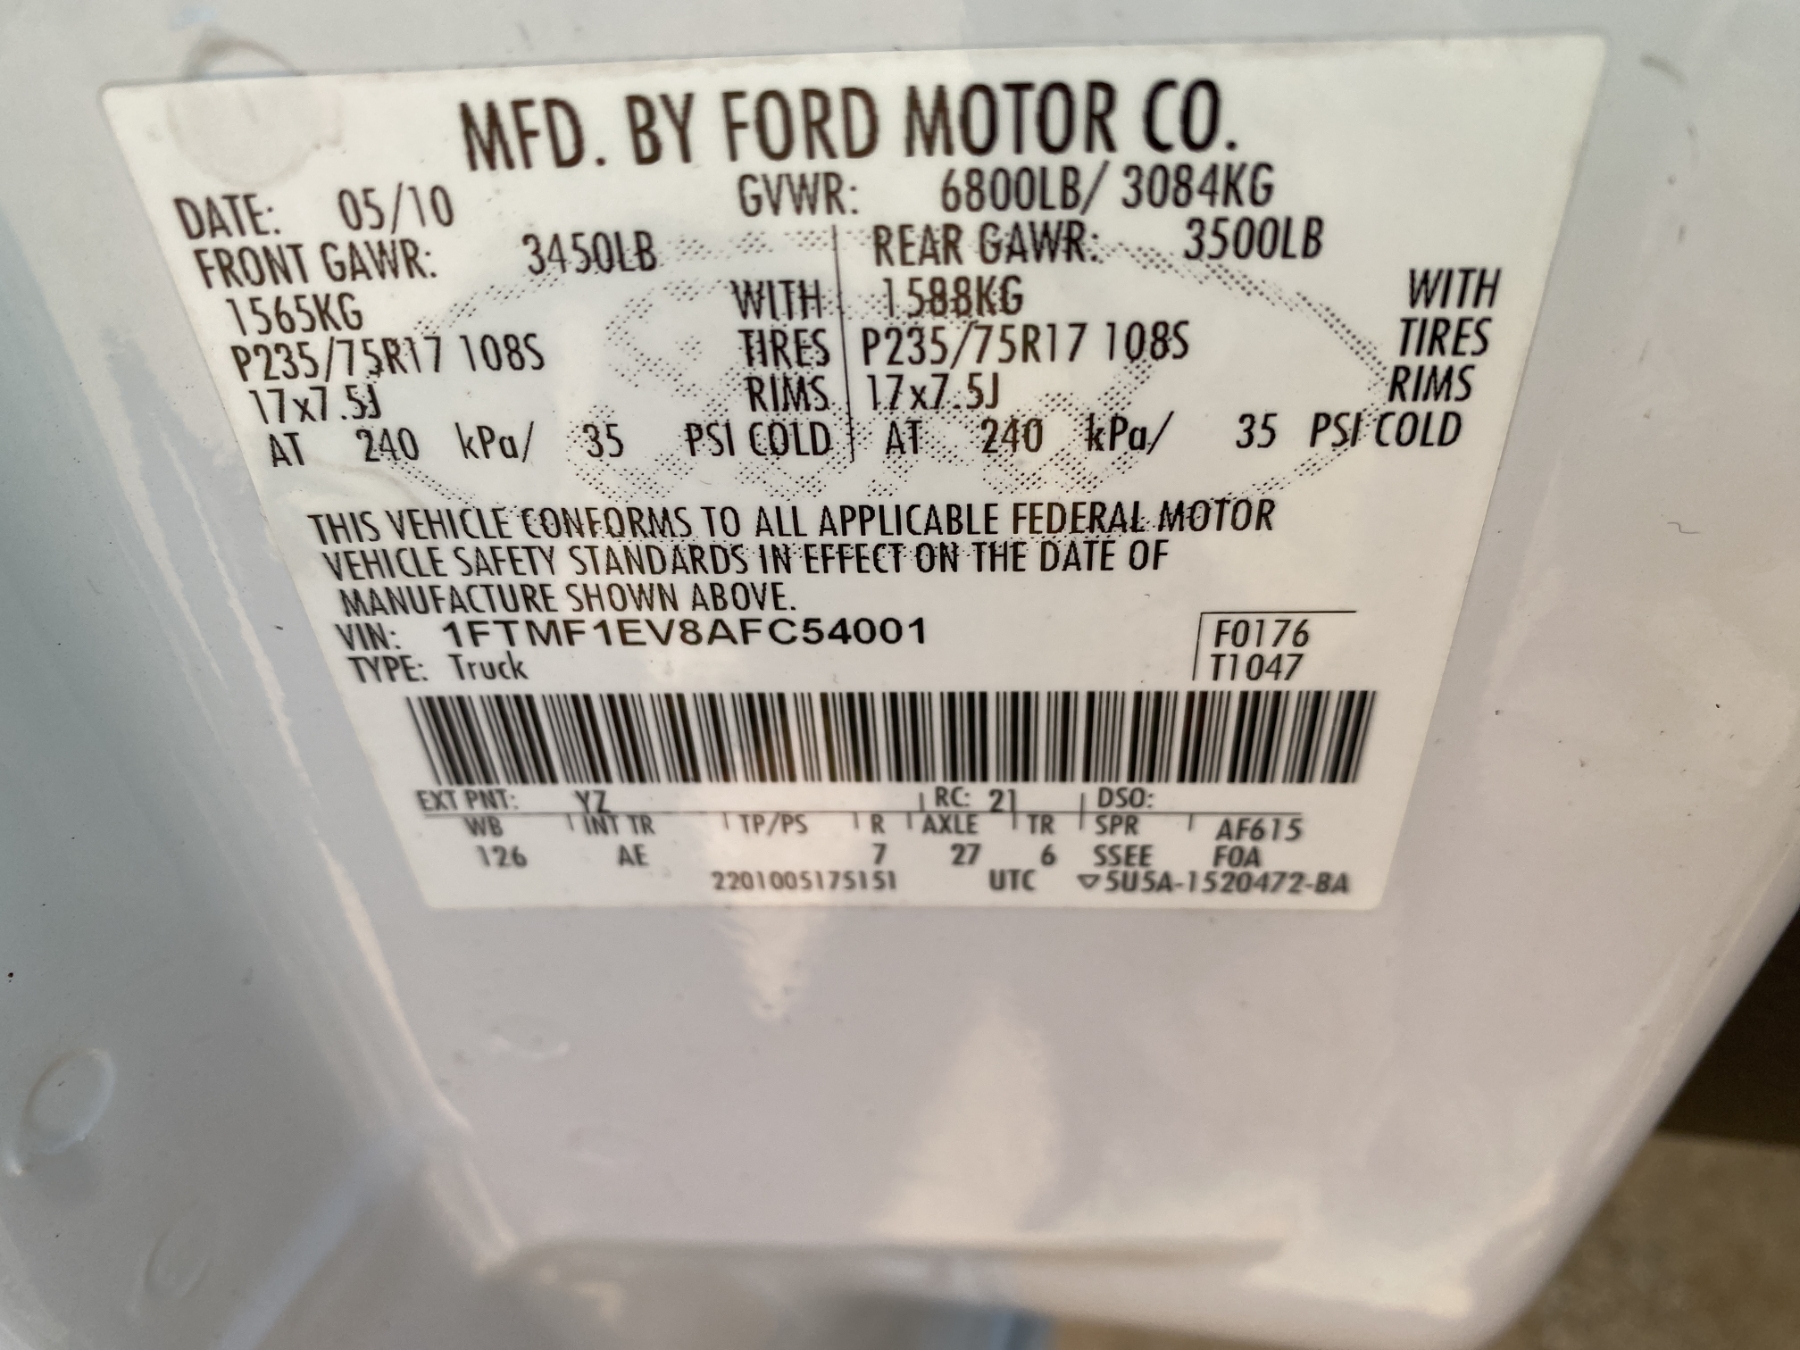 MFD. BY FORD MOTOR CO.
DATE: 05/10 GVWR: 6800LB/ 3084KG
FRONT GAWR: 3450LB REAR GAWR: 3500LB
1565KG WITH 1588KG WITH
P235/75R17 108S TIRES P235/75R17 108S TIRES
17x7.5J RIMS 17x7.5J RIMS
AT 240 kPa/ 35 PSI COLD AT 240 kPa/ 35 PSI COLD
THIS VEHICLE CONFORMS TO ALL APPLICABLE FEDERAL MOTOR
VEHICLE SAFETY STANDARDS IN EFFECT ON THE DATE OF
MANUFACTURE SHOWN ABOVE.
VIN: 1FTMF1EV8AFC54001 F0176
TYPE: Truck T1047
EXT PNT: YZ RC: 21 DSO:
WB INT TR TP/PS R AXLE TR SPR AF615
126 AE 7 27 6 SSEE F0A
2201005175151 UTC ▽5U5A-1520472-BA